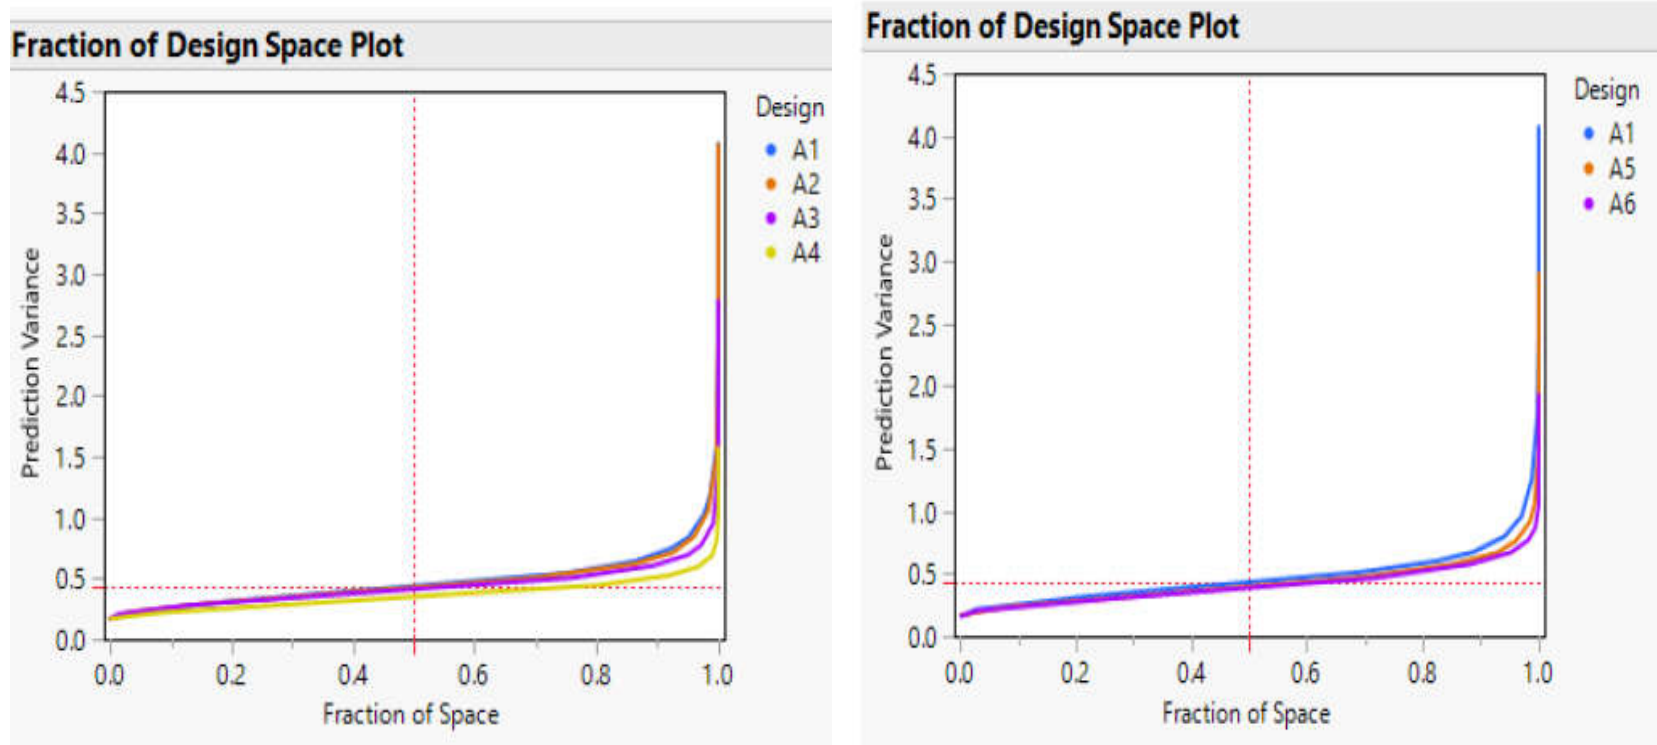 Fraction of Design Space Plot
4.5
4.0
3.5
3.0
2.5
2.0
1.5
1.0
0.5
0.0
Prediction Variance
0.0 0.2 0.4 0.6 0.8 1.0
Fraction of Space
Design
A1
A2
A3
A4
Fraction of Design Space Plot
4.5
4.0
3.5
3.0
2.5
2.0
1.5
1.0
0.5
0.0
Prediction Variance
0.0 0.2 0.4 0.6 0.8 1.0
Fraction of Space
Design
A1
A5
A6